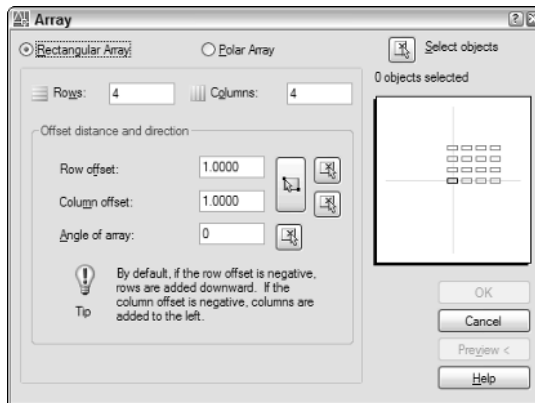 Array
Rectangular Array
Polar Array
Select objects
0 objects selected
Rows: 4
Columns: 4
Offset distance and direction
Row offset: 1.0000
Column offset: 1.0000
Angle of array: 0
Tip
By default, if the row offset is negative,
rows are added downward. If the
column offset is negative, columns are
added to the left.
OK
Cancel
Preview <
Help